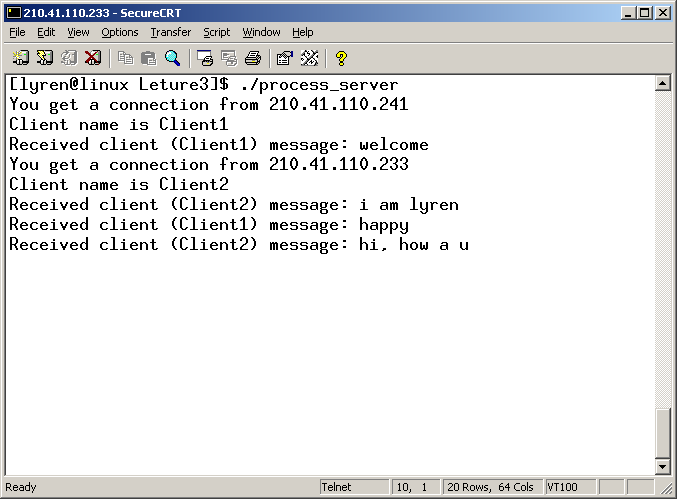 210.41.110.233 - SecureCRT
File Edit View Options Transfer Script Window Help
[lyren@linux Leture3]$ ./process_server
You get a connection from 210.41.110.241
Client name is Client1
Received client (Client1) message: welcome
You get a connection from 210.41.110.233
Client name is Client2
Received client (Client2) message: i am lyren
Received client (Client1) message: happy
Received client (Client2) message: hi, how a u
Ready Telnet 10, 1 20 Rows, 64 Cols VT100